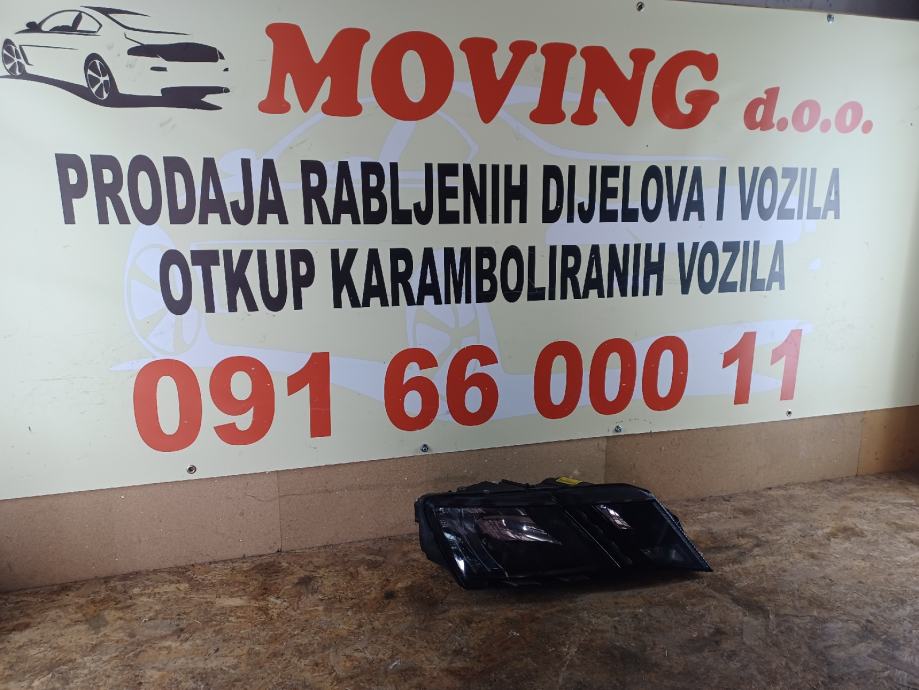 MOVING d.o.o.
PRODAJA RABLJENIH DIJELOVA I VOZILA
OTKUP KARAMBOLIRANIH VOZILA
091 66 000 11